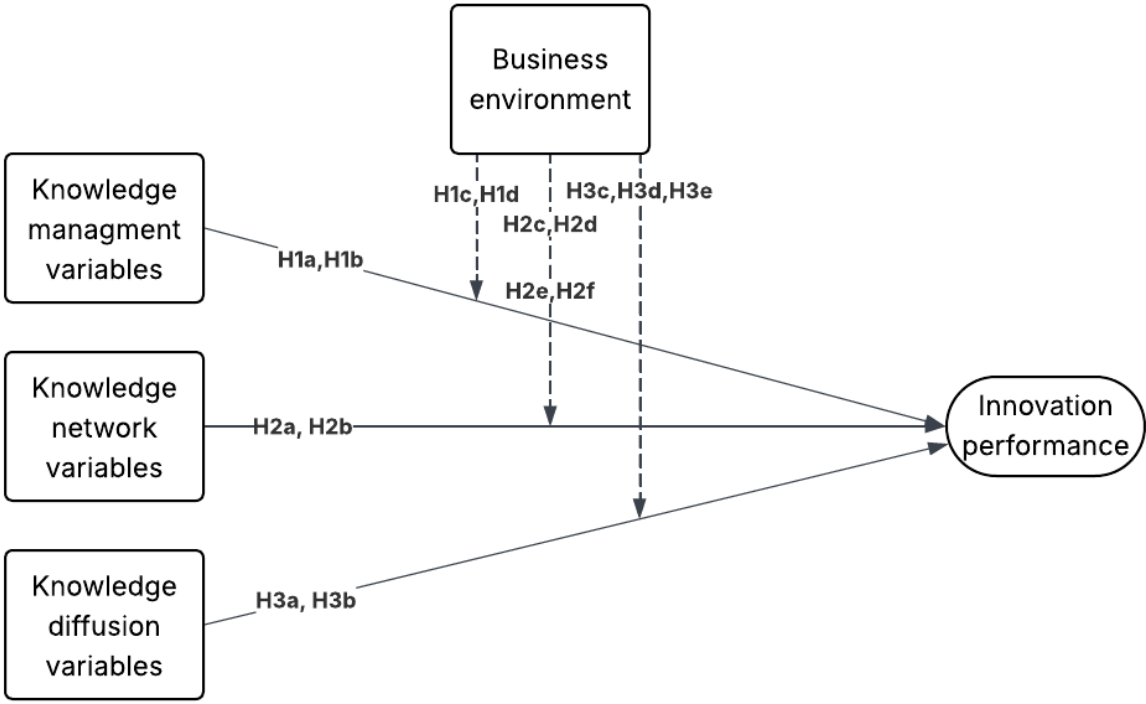 Business
environment
Knowledge
managment
variables
H1c,H1d
H3c,H3d,H3e
H2c,H2d
H1a,H1b
H2e,H2f
Knowledge
network
variables
H2a, H2b
Innovation
performance
Knowledge
diffusion
variables
H3a, H3b